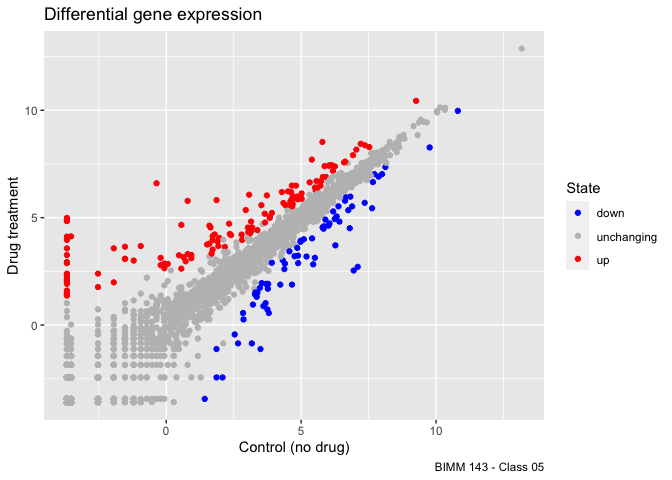 Differential gene expression
Drug treatment
10
5
0
0
5
10
Control (no drug)
State
down
unchanging
up
BIMM 143 - Class 05